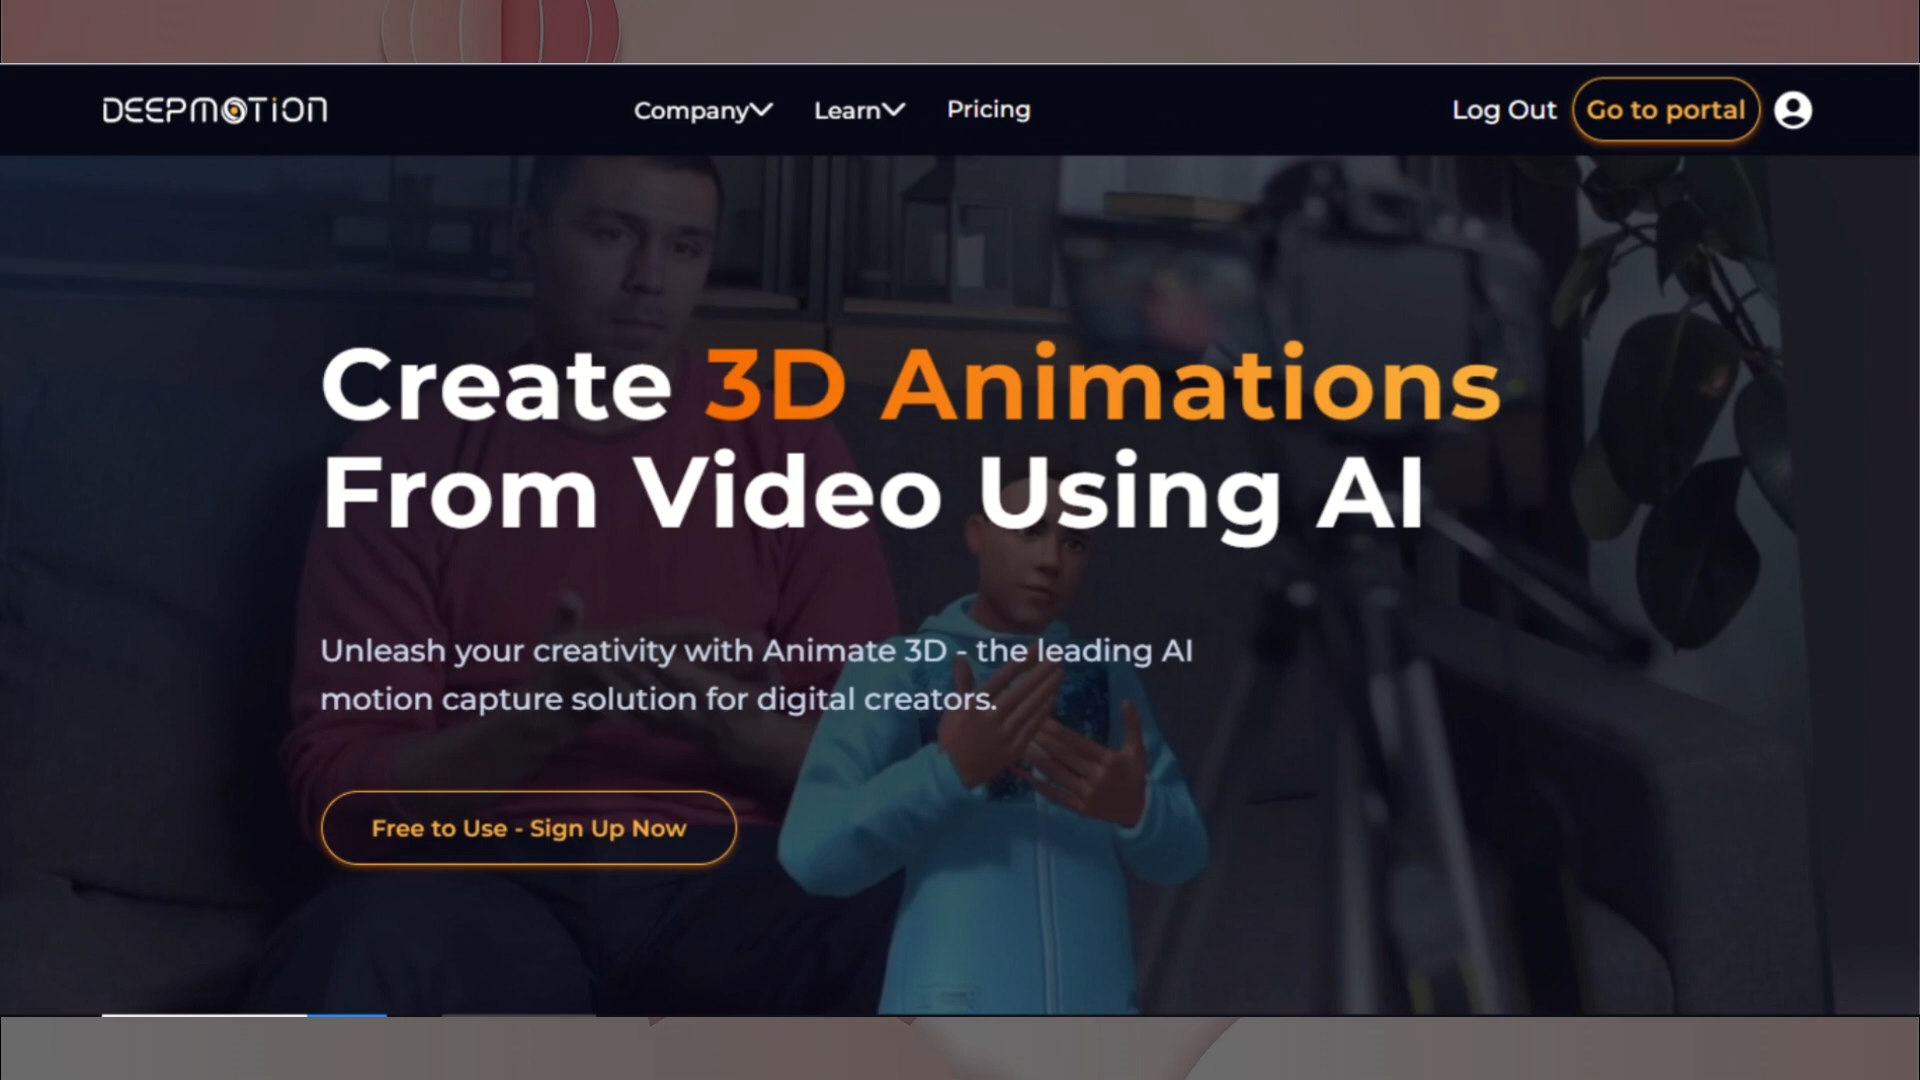 DEEPMOTION
Company Learn Pricing
Log Out Go to portal
Create 3D Animations
From Video Using AI
Unleash your creativity with Animate 3D - the leading AI
motion capture solution for digital creators.
Free to Use - Sign Up Now